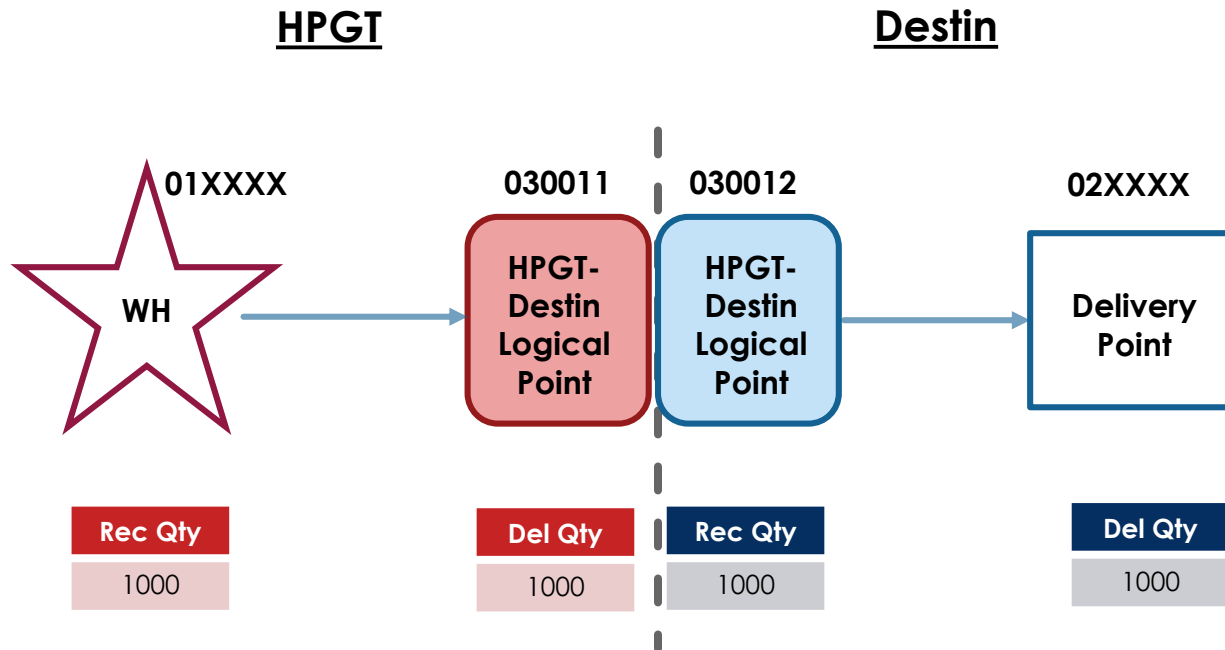 HPGT
Destin
01XXXX
030011
030012
02XXXX
WH
HPGT-
Destin
Logical
Point
HPGT-
Destin
Logical
Point
Delivery
Point
Rec Qty
1000
Del Qty
1000
Rec Qty
1000
Del Qty
1000